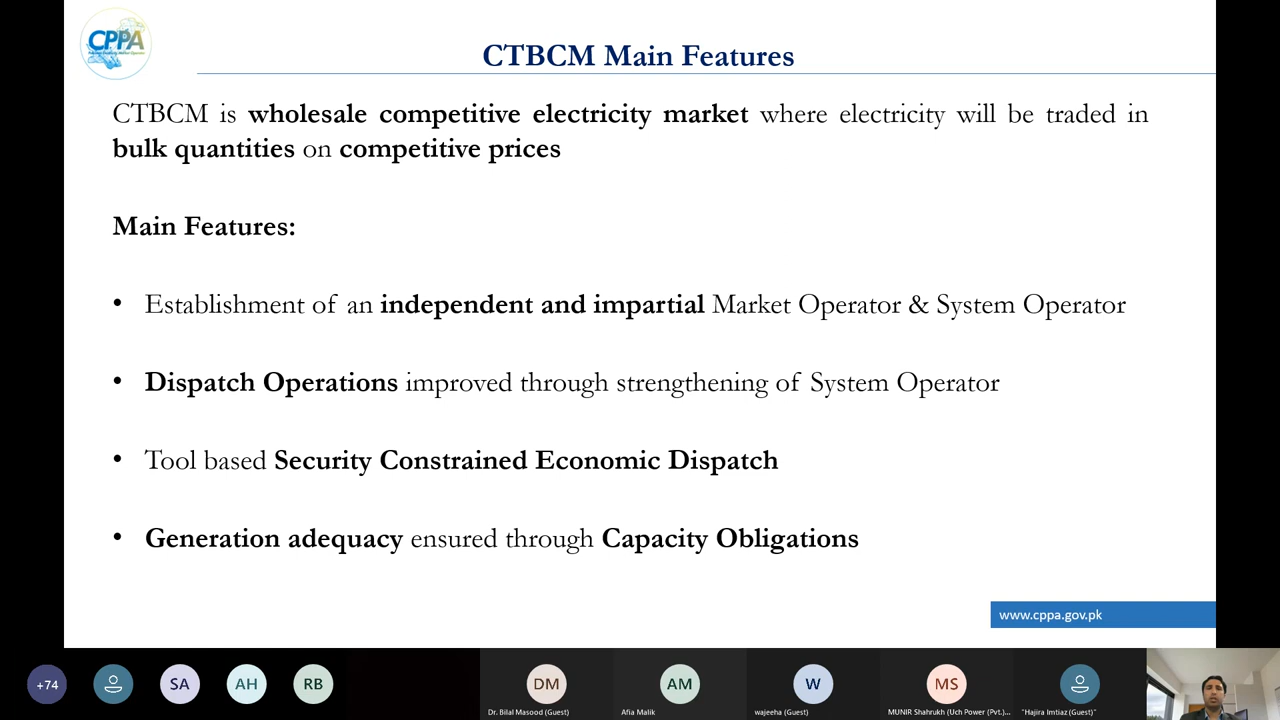 CPPA
CTBCM Main Features
CTBCM is wholesale competitive electricity market where electricity will be traded in
bulk quantities on competitive prices
Main Features:
• Establishment of an independent and impartial Market Operator & System Operator
• Dispatch Operations improved through strengthening of System Operator
• Tool based Security Constrained Economic Dispatch
• Generation adequacy ensured through Capacity Obligations
www.cppa.gov.pk
+74
SA
AH
RB
DM
AM
W
MS
Dr. Bilal Masood (Guest)
Afia Malik
wajeeha (Guest)
MUNIR Shahrukh (Uch Power (Pvt.)...
"Hajira Imtiaz (Guest)"